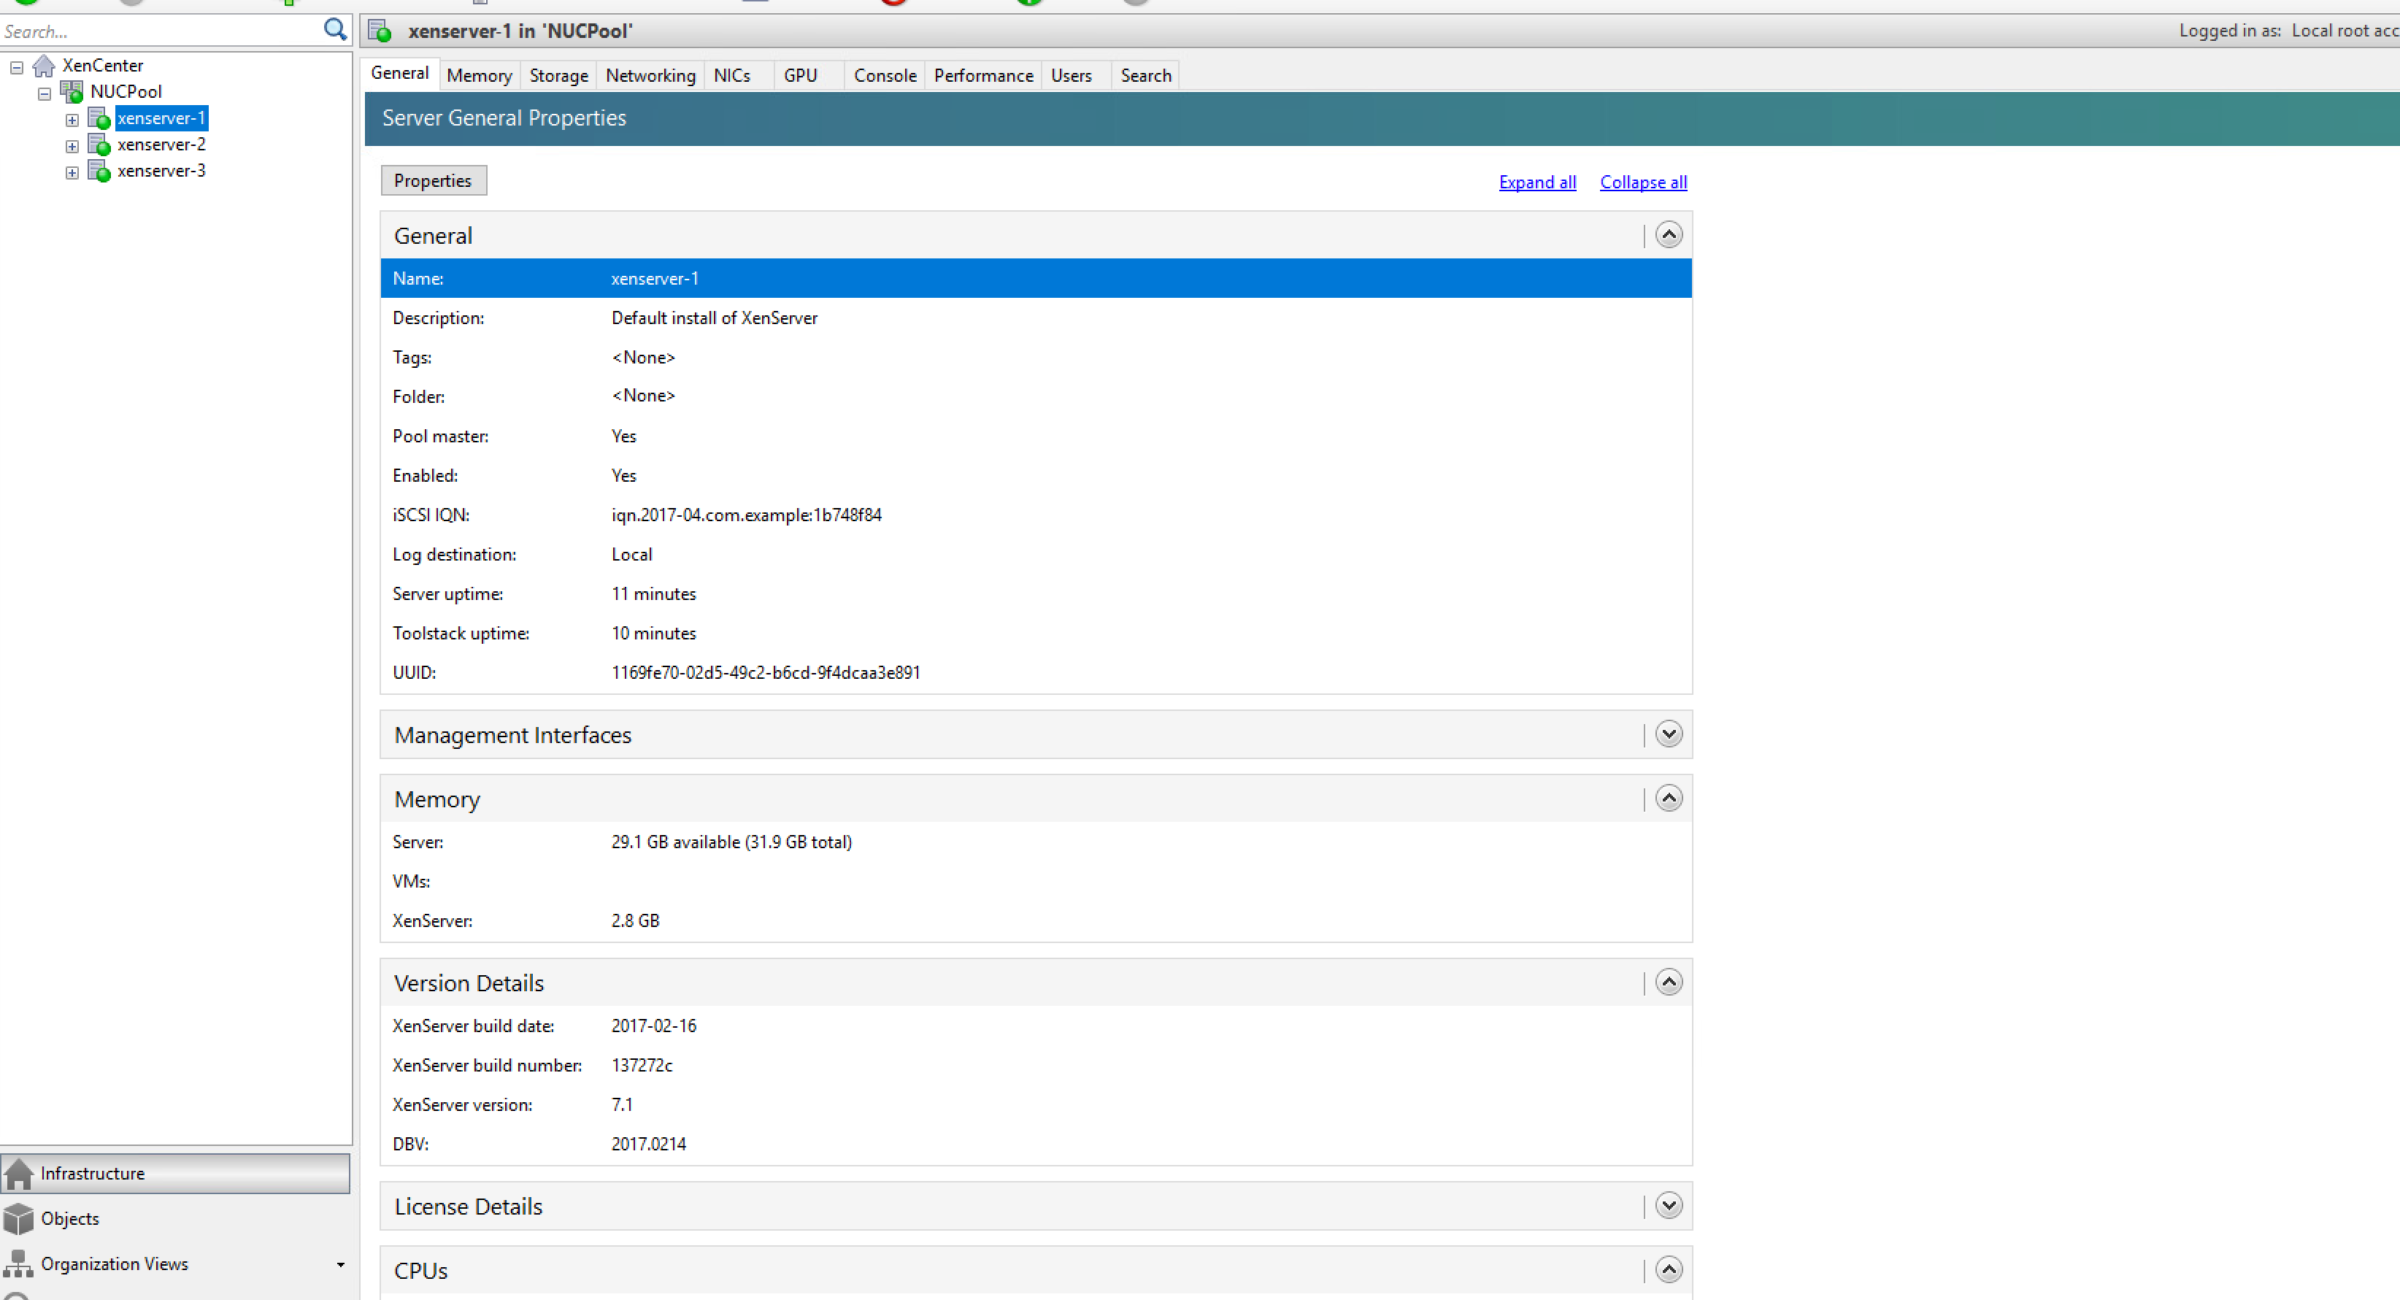 Search...
xenserver-1 in 'NUCPool'
Logged in as: Local root acc
XenCenter
NUCPool
xenserver-1
xenserver-2
xenserver-3
General Memory Storage Networking NICs GPU Console Performance Users Search
Server General Properties
Properties
Expand all Collapse all
General
Name: xenserver-1
Description: Default install of XenServer
Tags: <None>
Folder: <None>
Pool master: Yes
Enabled: Yes
iSCSI IQN: iqn.2017-04.com.example:1b748f84
Log destination: Local
Server uptime: 11 minutes
Toolstack uptime: 10 minutes
UUID: 1169fe70-02d5-49c2-b6cd-9f4dcaa3e891
Management Interfaces
Memory
Server: 29.1 GB available (31.9 GB total)
VMs:
XenServer: 2.8 GB
Version Details
XenServer build date: 2017-02-16
XenServer build number: 137272c
XenServer version: 7.1
DBV: 2017.0214
License Details
CPUs
Infrastructure
Objects
Organization Views